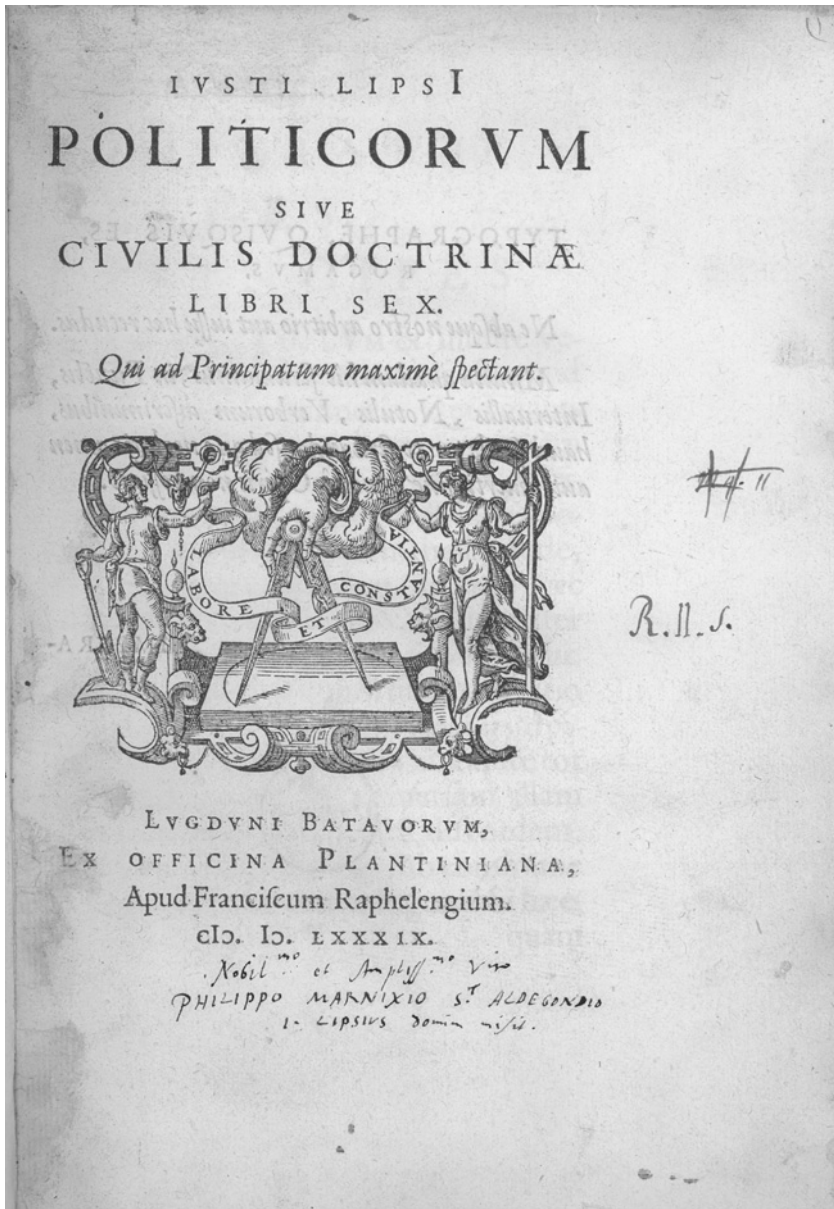 IVSTI LIPSI
POLITICORVM
SIVE
CIVILIS DOCTRINÆ
LIBRI SEX.
Qui ad Principatum maximè ſpectant.
LABORE ET CONSTANTIA
R.II.s.
LVGDVNI BATAVORVM,
EX OFFICINA PLANTINIANA,
Apud Franciſcum Raphelengium.
cIↃ. IↃ. LXXXIX.
Nobil.mo et Ampliſſ.mo Viro
PHILIPPO MARNIXIO S.T ALDEGONDIO
I. LIPSIVS